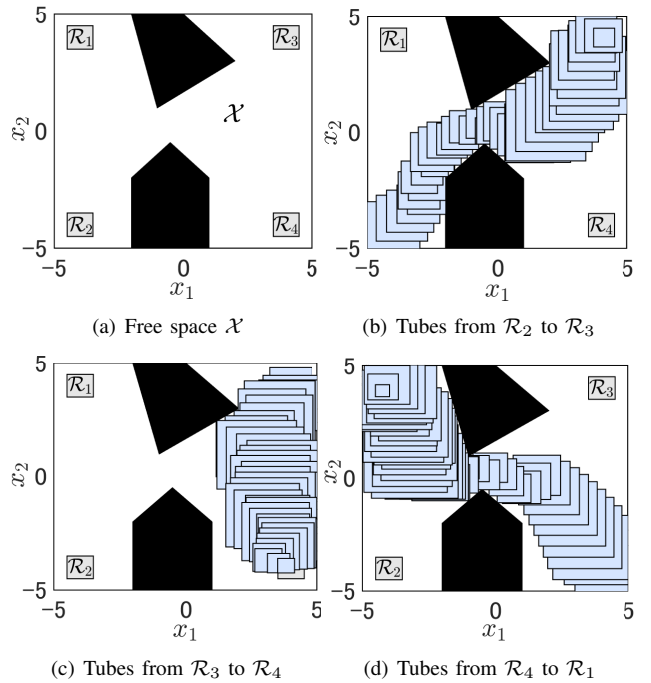 5
R₁
R₃
x₂
0
X
R₂
R₄
-5
-5
0
5
x₁
(a) Free space X
5
R₁
x₂
0
R₄
-5
-5
0
5
x₁
(b) Tubes from R₂ to R₃
5
R₁
x₂
0
R₂
-5
-5
0
5
x₁
(c) Tubes from R₃ to R₄
5
R₃
x₂
0
R₂
-5
-5
0
5
x₁
(d) Tubes from R₄ to R₁